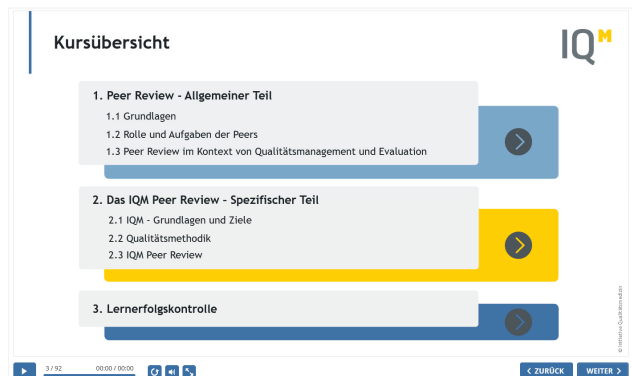 Kursübersicht
IQM
1. Peer Review - Allgemeiner Teil
1.1 Grundlagen
1.2 Rolle und Aufgaben der Peers
1.3 Peer Review im Kontext von Qualitätsmanagement und Evaluation
2. Das IQM Peer Review - Spezifischer Teil
2.1 IQM - Grundlagen und Ziele
2.2 Qualitätsmethodik
2.3 IQM Peer Review
3. Lernerfolgskontrolle
© Initiative Qualitätsmedizin
3 / 92
00:00 / 00:00
< ZURÜCK
WEITER >